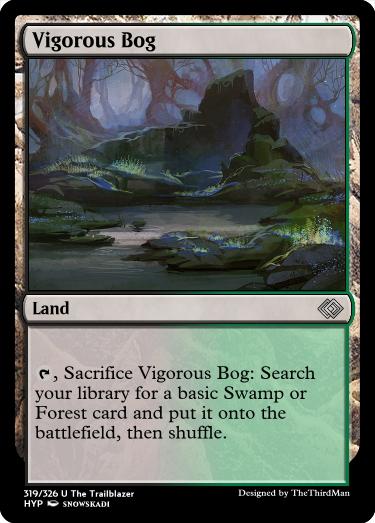 Vigorous Bog
Land
, Sacrifice Vigorous Bog: Search
your library for a basic Swamp or
Forest card and put it onto the
battlefield, then shuffle.
319/326 U The Trailblazer
HYP SNOWSKADI
Designed by TheThirdMan